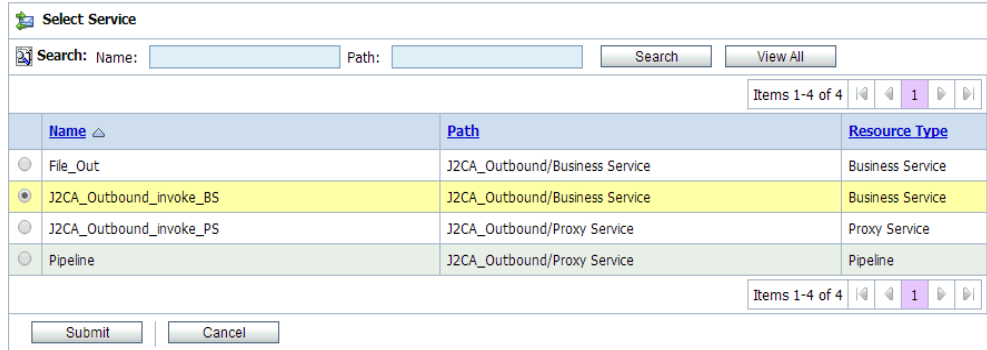 Select Service
Search: Name: Path: Search View All
Items 1-4 of 4 1
Name Path Resource Type
File_Out J2CA_Outbound/Business Service Business Service
J2CA_Outbound_invoke_BS J2CA_Outbound/Business Service Business Service
J2CA_Outbound_invoke_PS J2CA_Outbound/Proxy Service Proxy Service
Pipeline J2CA_Outbound/Proxy Service Pipeline
Items 1-4 of 4 1
Submit Cancel